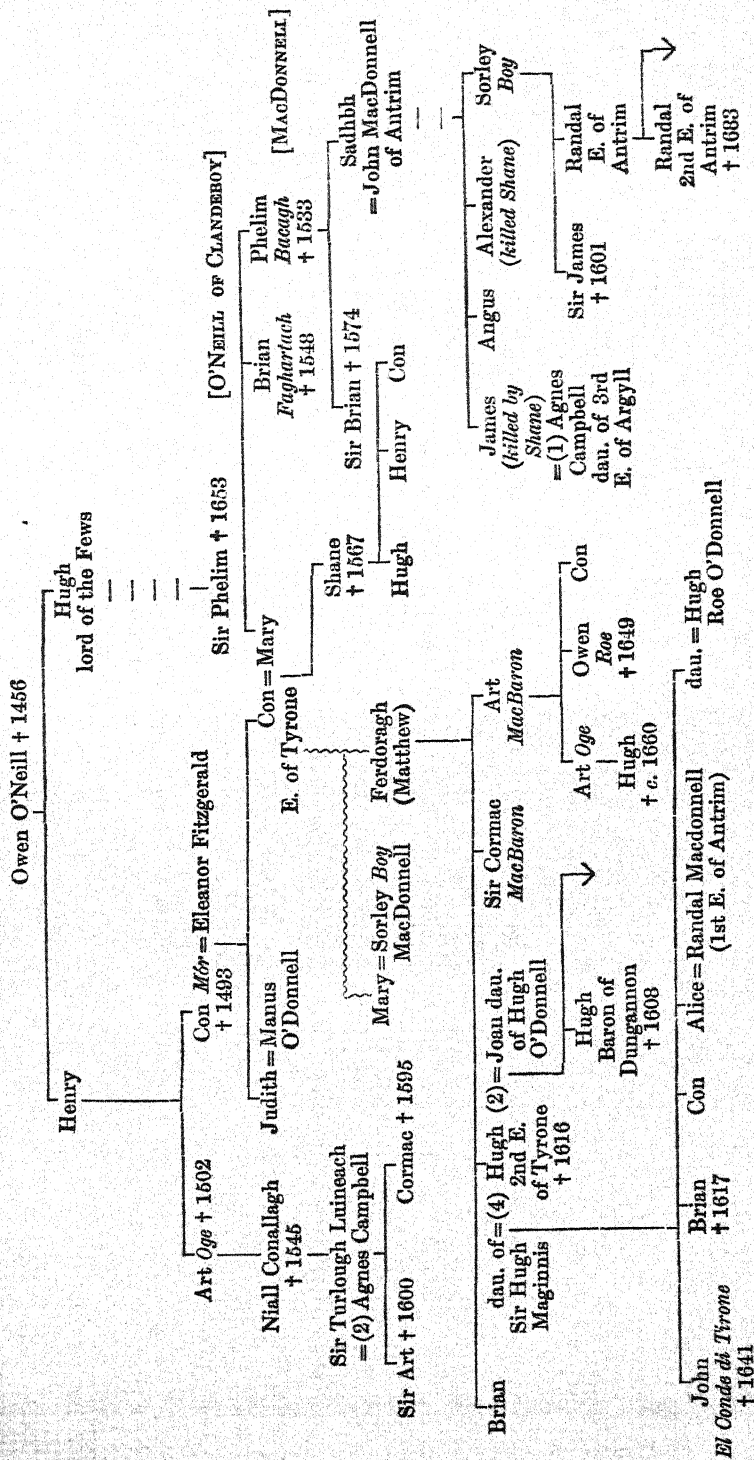 Owen O'Neill † 1456
Henry
Hugh
lord of the Fews
Art Oge † 1502
Con Mór = Eleanor Fitzgerald
† 1493
Sir Phelim † 1653
[O'NEILL OF CLANDEBOY]
Niall Conallagh
† 1545
Judith = Manus
O'Donnell
Con = Mary
E. of Tyrone
Brian
Faghartach
† 1548
Phelim
Bacagh
† 1533
[MACDONNELL]
Sir Turlough Luineach
= (2) Agnes Campbell
Mary = Sorley Boy
MacDonnell
Ferdoragh
(Matthew)
Shane
† 1567
Sir Brian † 1574
Sadhbh
= John MacDonnell
of Antrim
Sir Art † 1600
Cormac † 1595
Hugh
Henry
Con
Brian
dau. of = (4) Hugh (2) = Joan dau.
Sir Hugh
Maginnis
2nd E.
of Tyrone
† 1616
of Hugh
O'Donnell
Sir Cormac
MacBaron
Art
MacBaron
James
(killed by
Shane)
= (1) Agnes
Campbell
dau. of 3rd
E. of Argyll
Angus
Alexander
(killed Shane)
Sorley
Boy
Hugh
Baron of
Dungannon
† 1608
Art Oge
Owen
Roe
† 1649
Con
Hugh
† c. 1660
Sir James
† 1601
Randal
E. of
Antrim
Randal
2nd E. of
Antrim
† 1683
John
El Conde di Tirone
† 1641
Brian
† 1617
Con
Alice = Randal Macdonnell
(1st E. of Antrim)
dau. = Hugh
Roe O'Donnell